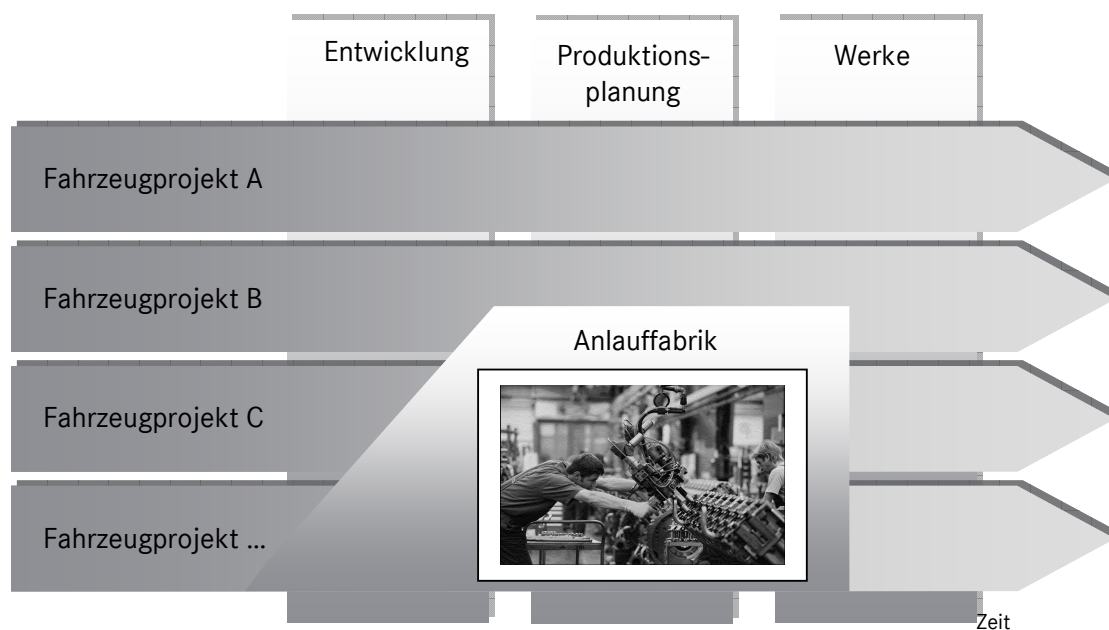 Entwicklung
Produktions-
planung
Werke
Fahrzeugprojekt A
Fahrzeugprojekt B
Anlauffabrik
Fahrzeugprojekt C
Fahrzeugprojekt ...
Zeit